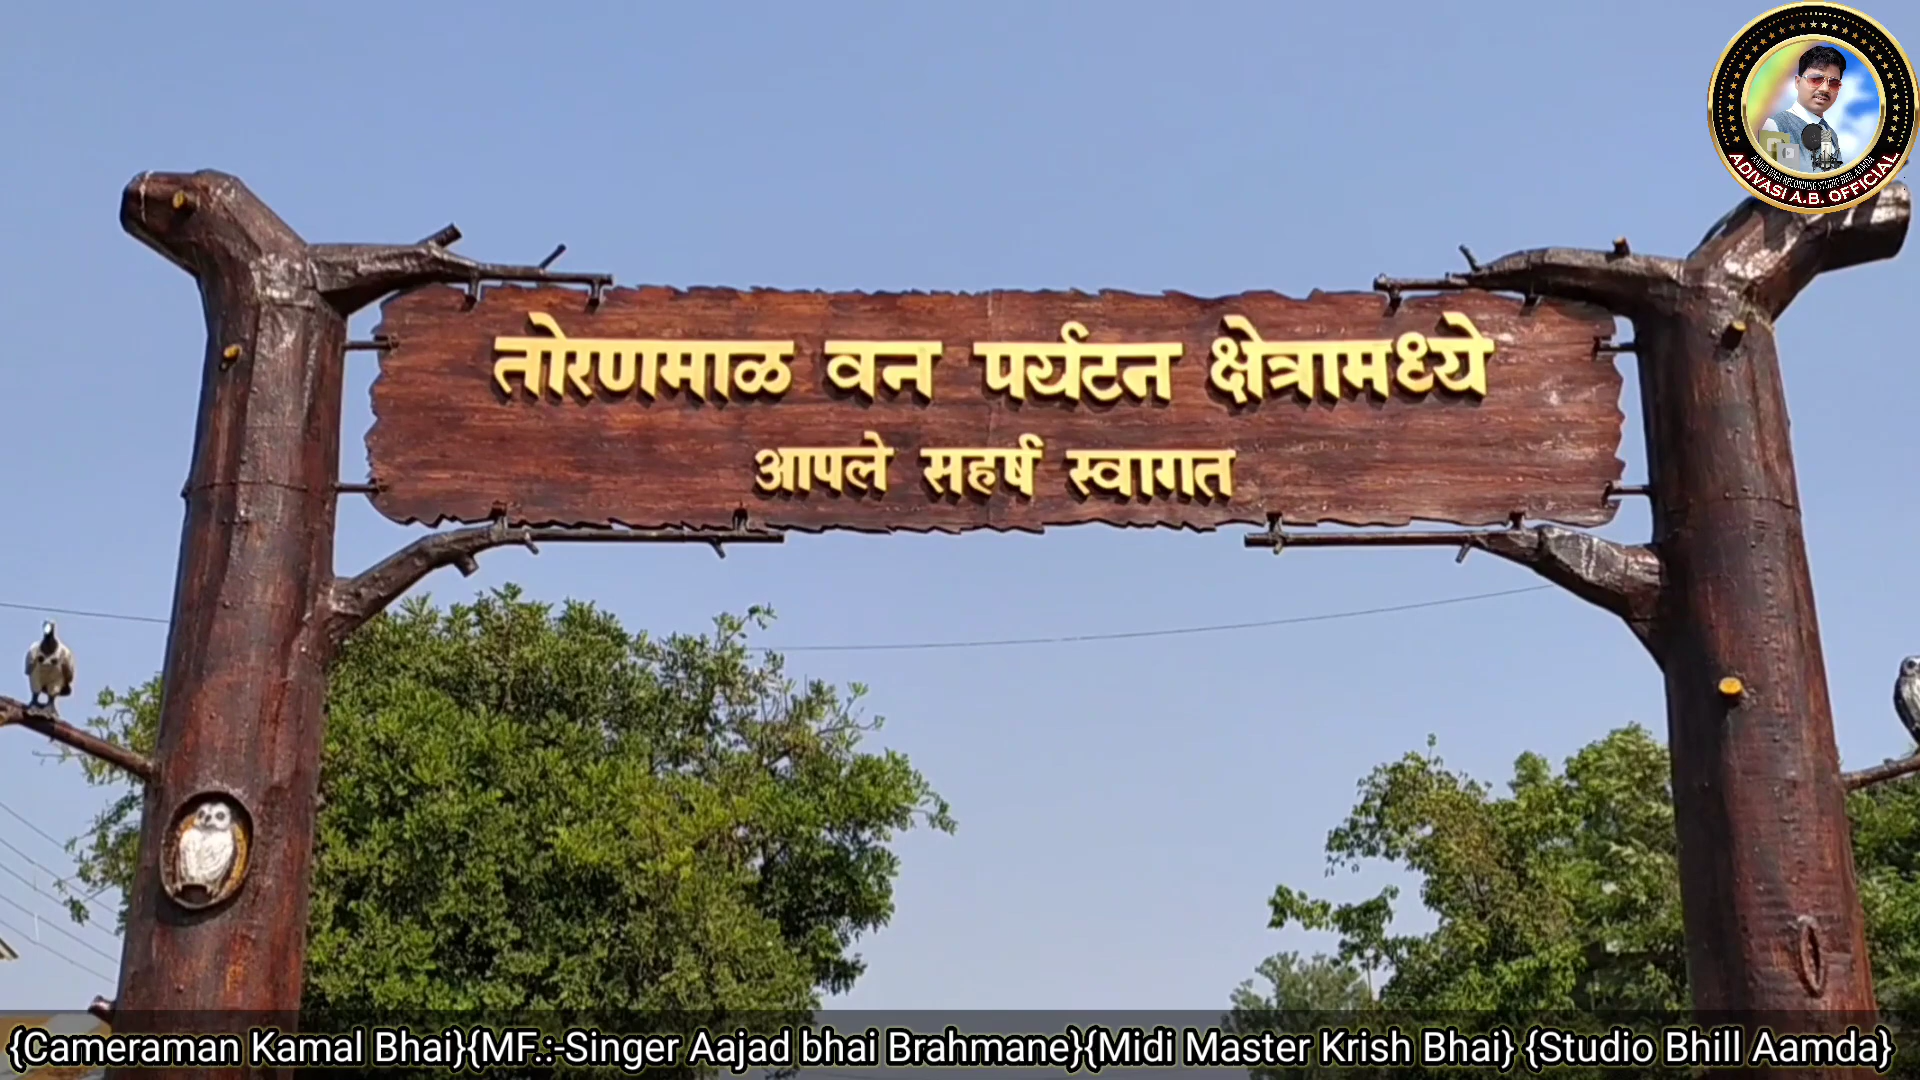 तोरणमाळ वन पर्यटन क्षेत्रामध्ये
आपले सहर्ष स्वागत
ADIVASI A.B. OFFICIAL
{Cameraman Kamal Bhai}{MF.:-Singer Aajad bhai Brahmane}{Midi Master Krish Bhai} {Studio Bhill Aamda}